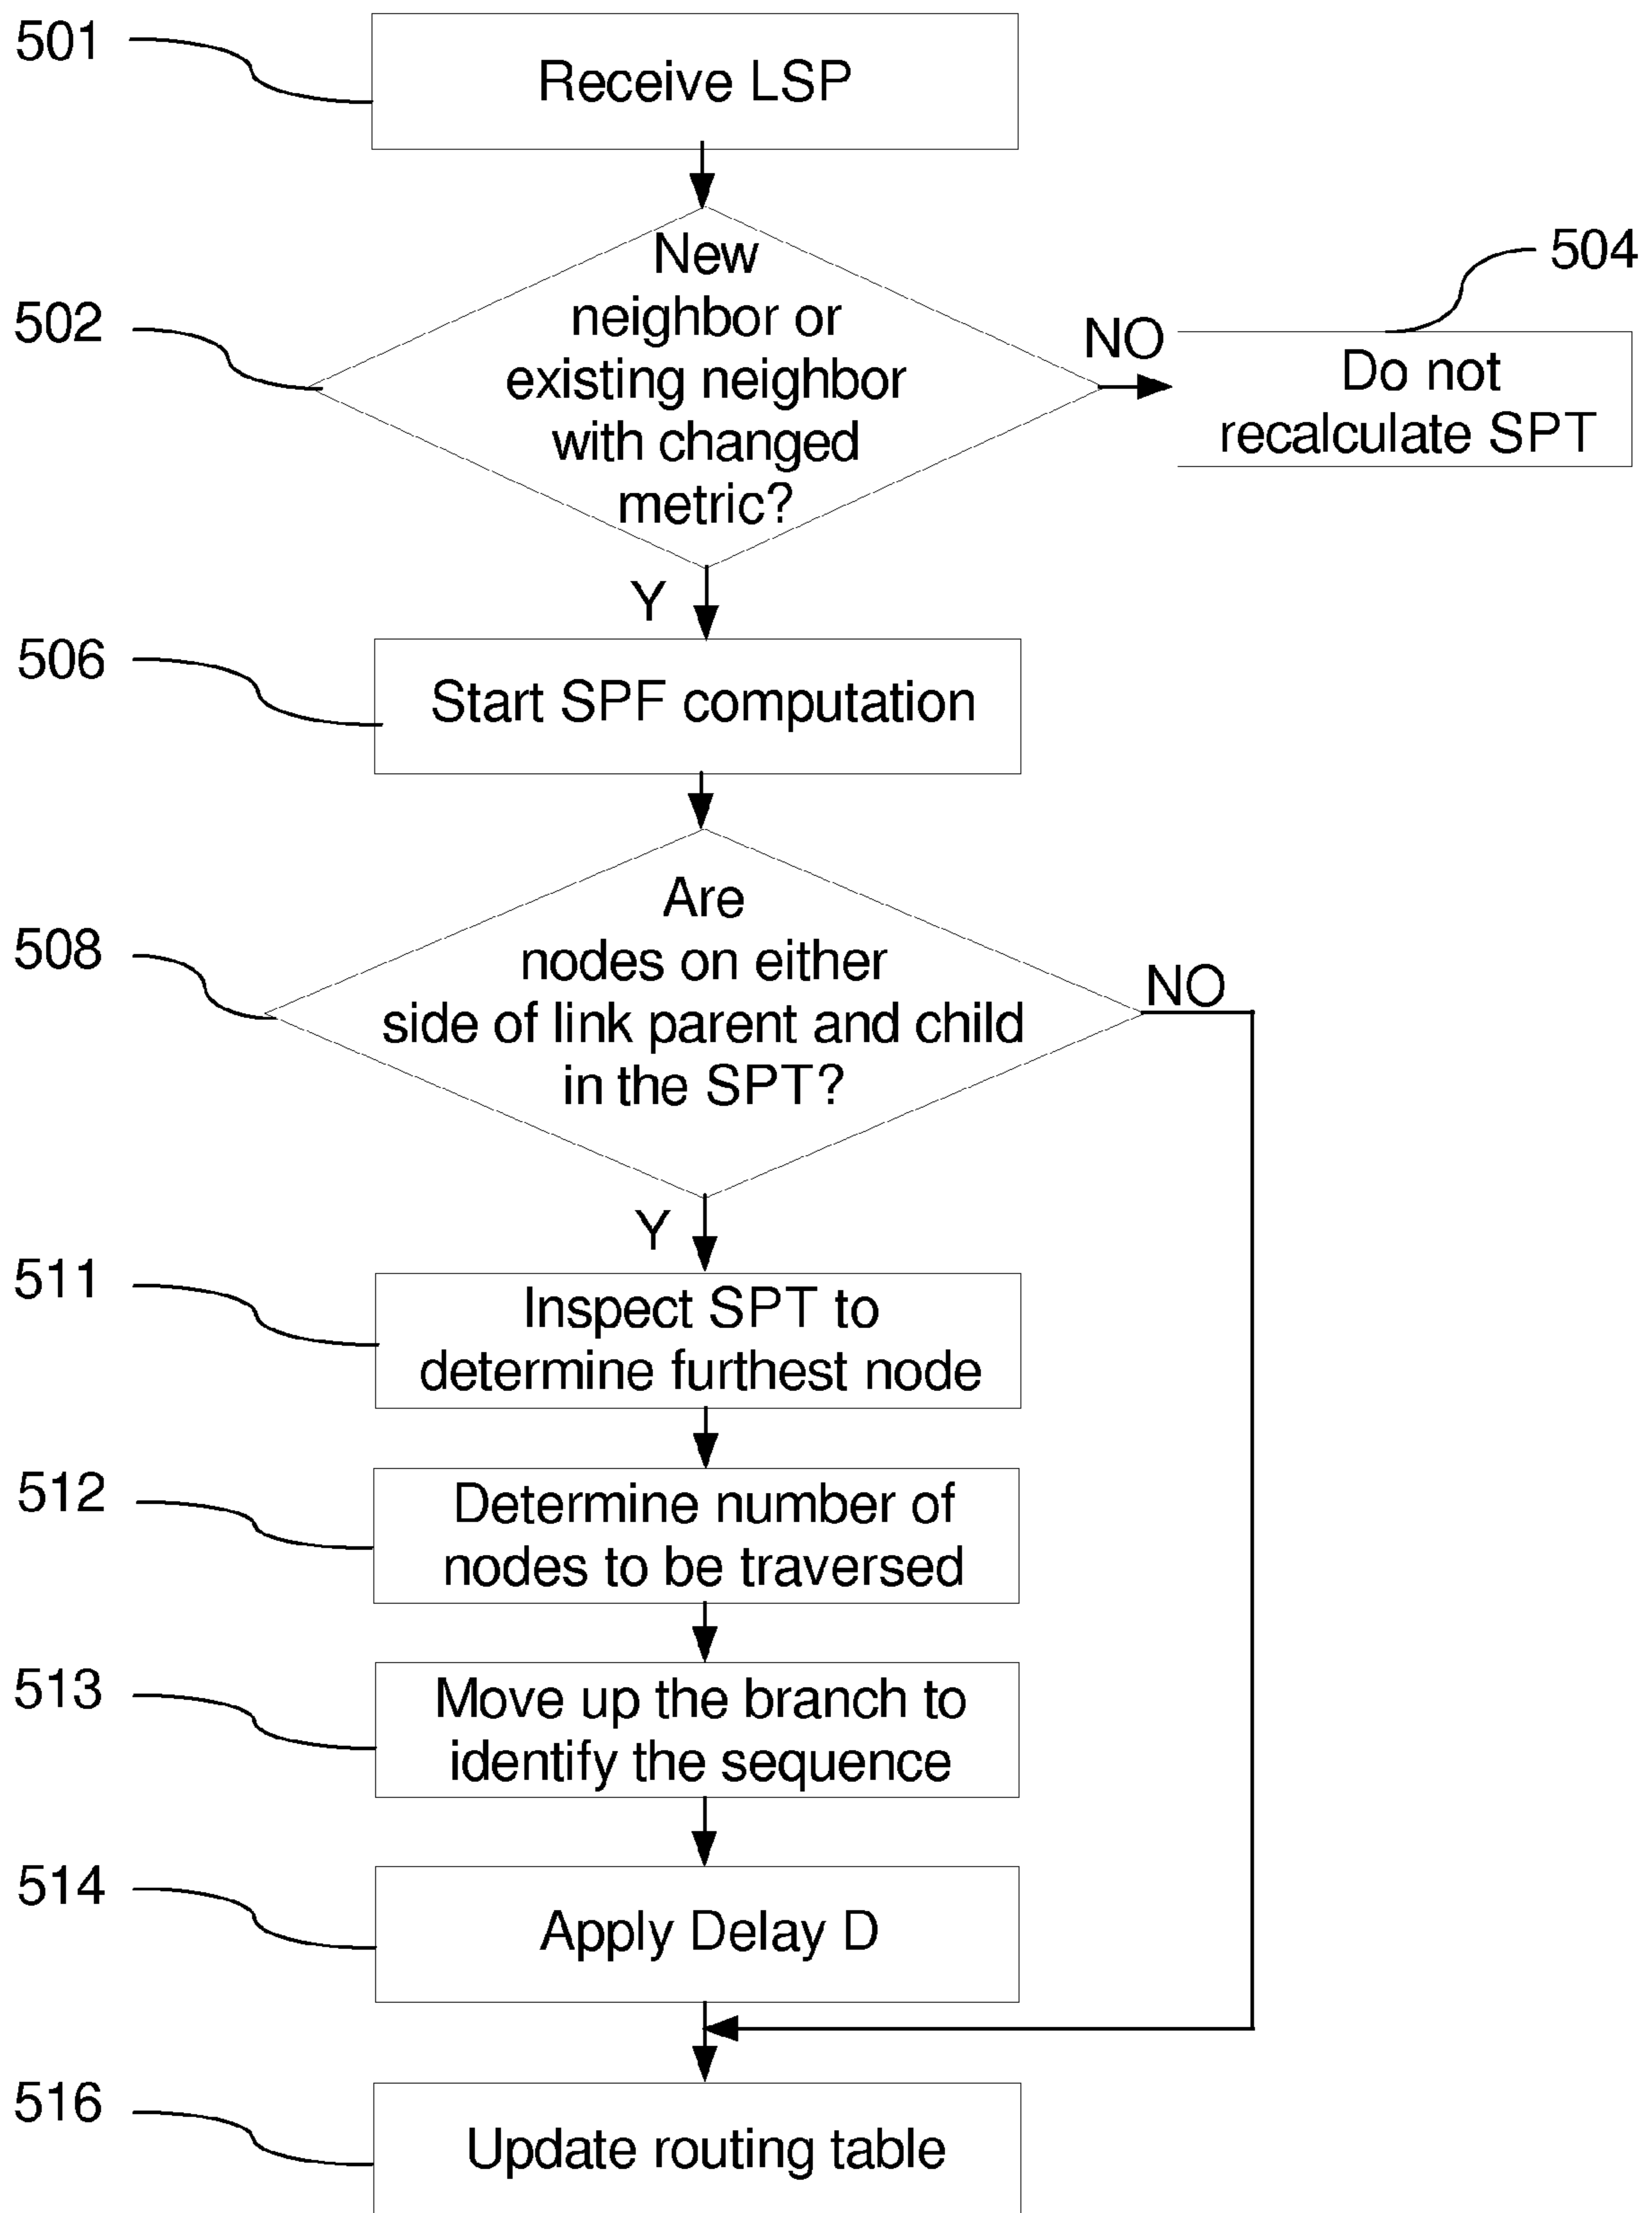 501
Receive LSP
502
New
neighbor or
existing neighbor
with changed
metric?
NO
504
Do not
recalculate SPT
Y
506
Start SPF computation
508
Are
nodes on either
side of link parent and child
in the SPT?
NO
Y
511
Inspect SPT to
determine furthest node
512
Determine number of
nodes to be traversed
513
Move up the branch to
identify the sequence
514
Apply Delay D
516
Update routing table